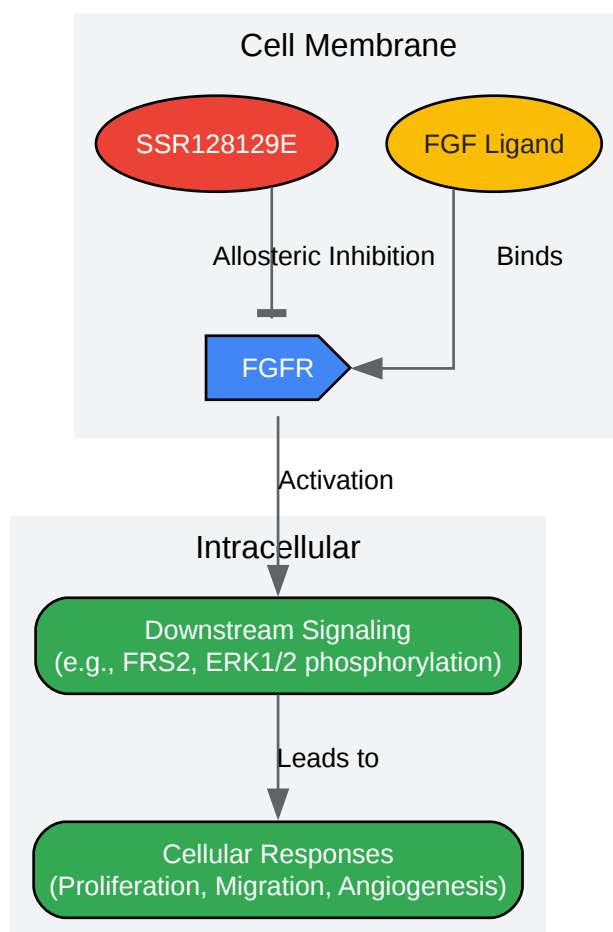 Cell Membrane
SSR128129E
FGF Ligand
Allosteric Inhibition
Binds
FGFR
Activation
Intracellular
Downstream Signaling
(e.g., FRS2, ERK1/2 phosphorylation)
Leads to
Cellular Responses
(Proliferation, Migration, Angiogenesis)